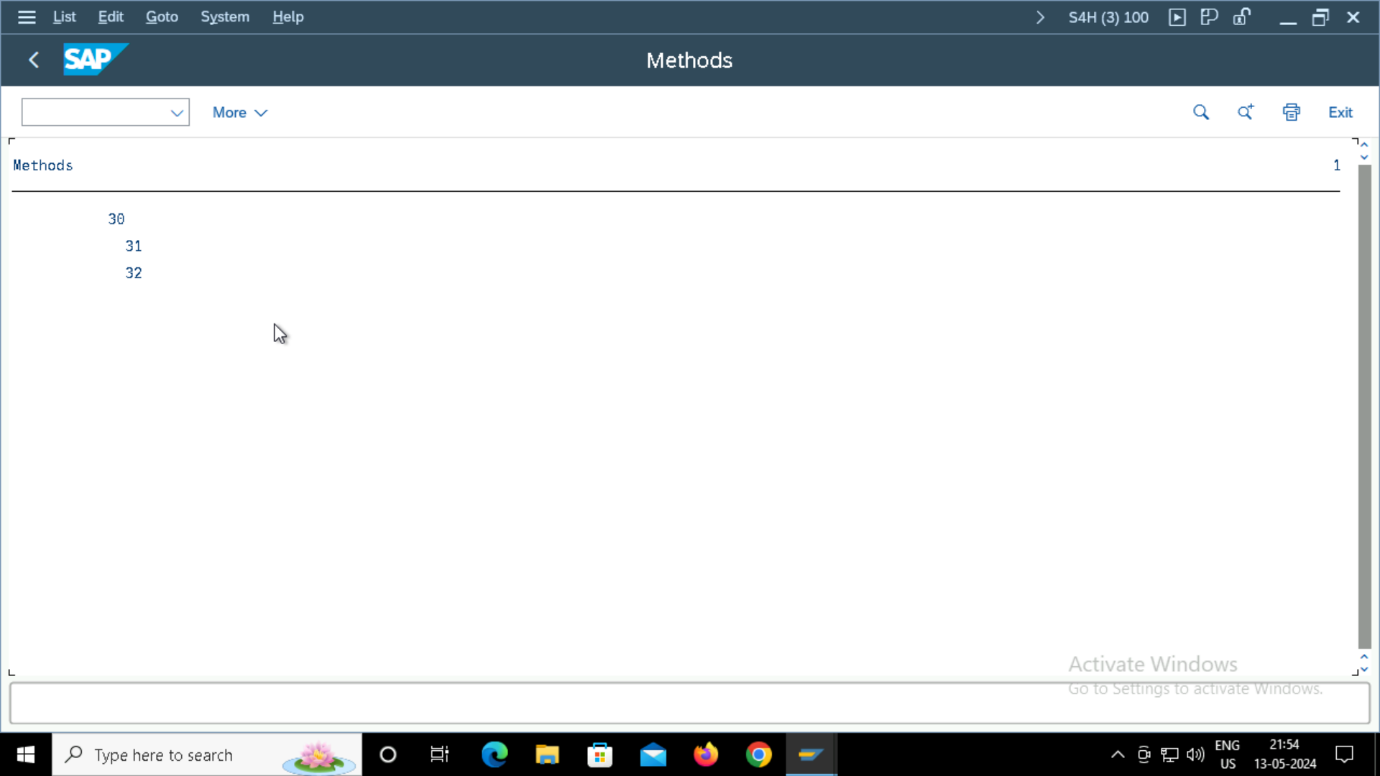 List Edit Goto System Help S4H (3) 100
SAP Methods
More Exit
Methods 1
30
31
32
Activate Windows
Go to Settings to activate Windows.
Type here to search ENG 21:54
US 13-05-2024